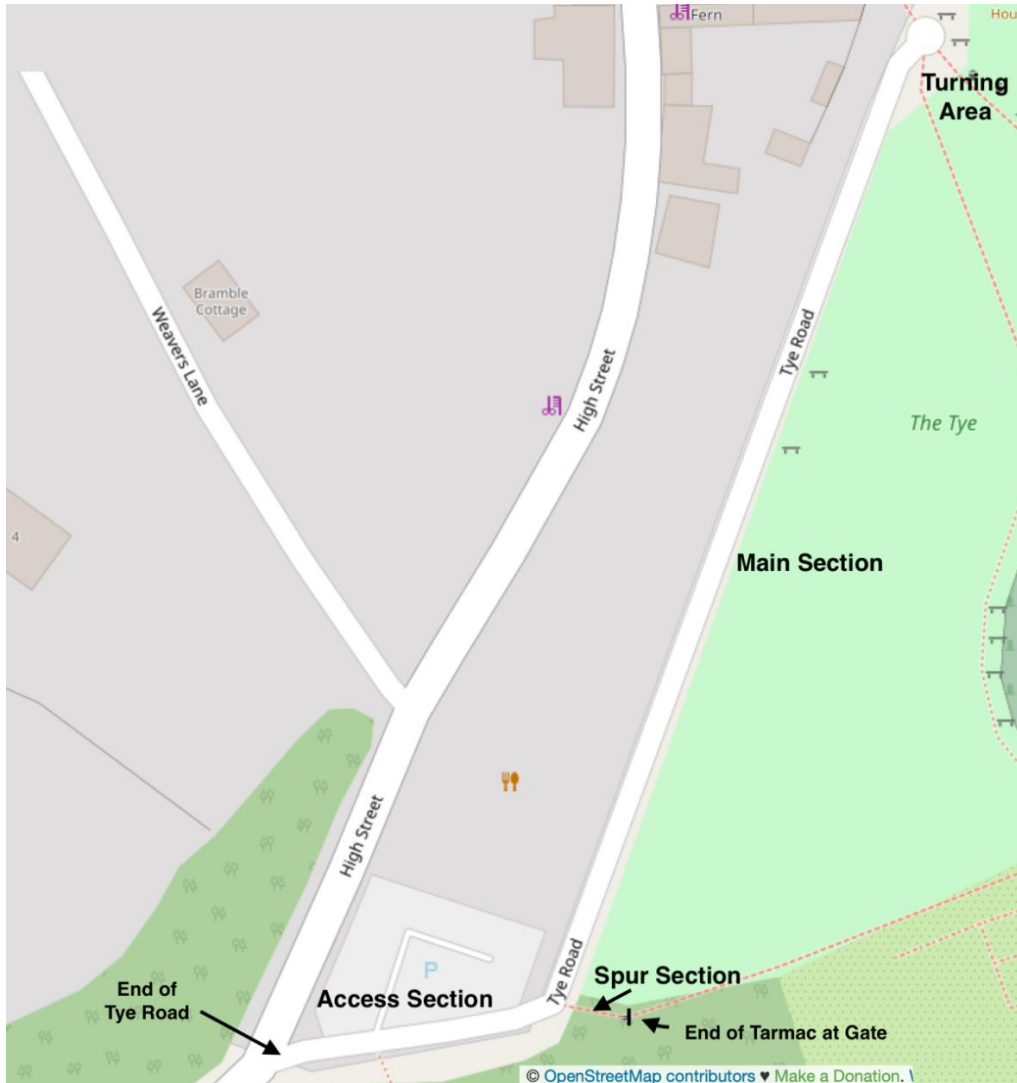 Fern
Hou
Turning
Area
Bramble
Cottage
Weavers Lane
High Street
Tye Road
The Tye
4
Main Section
High Street
P
Tye Road
Spur Section
End of
Tye Road
Access Section
End of Tarmac at Gate
© OpenStreetMap contributors ♥ Make a Donation.